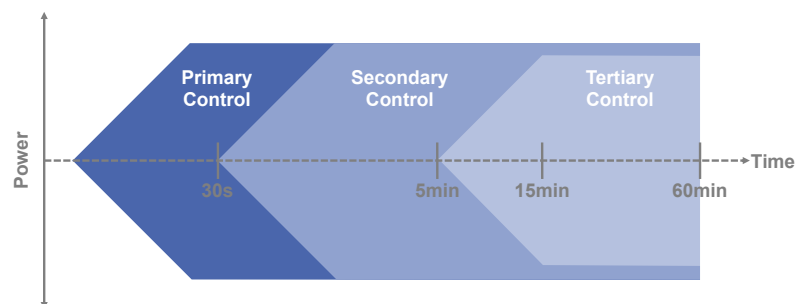 Power
Primary
Control
Secondary
Control
Tertiary
Control
Time
30s
5min
15min
60min